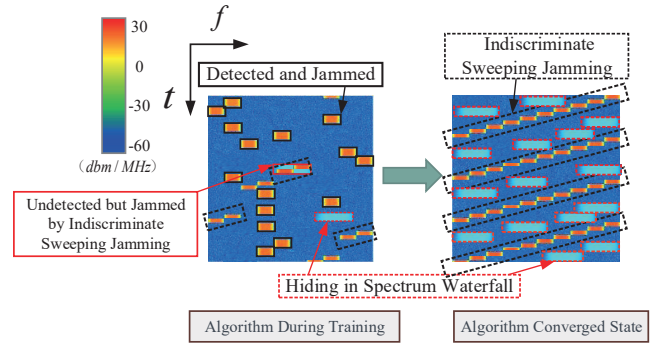 30
0
-30
-60
(dbm / MHz)
f
t
Detected and Jammed
Indiscriminate
Sweeping Jamming
Undetected but Jammed
by Indiscriminate
Sweeping Jamming
Hiding in Spectrum Waterfall
Algorithm During Training
Algorithm Converged State